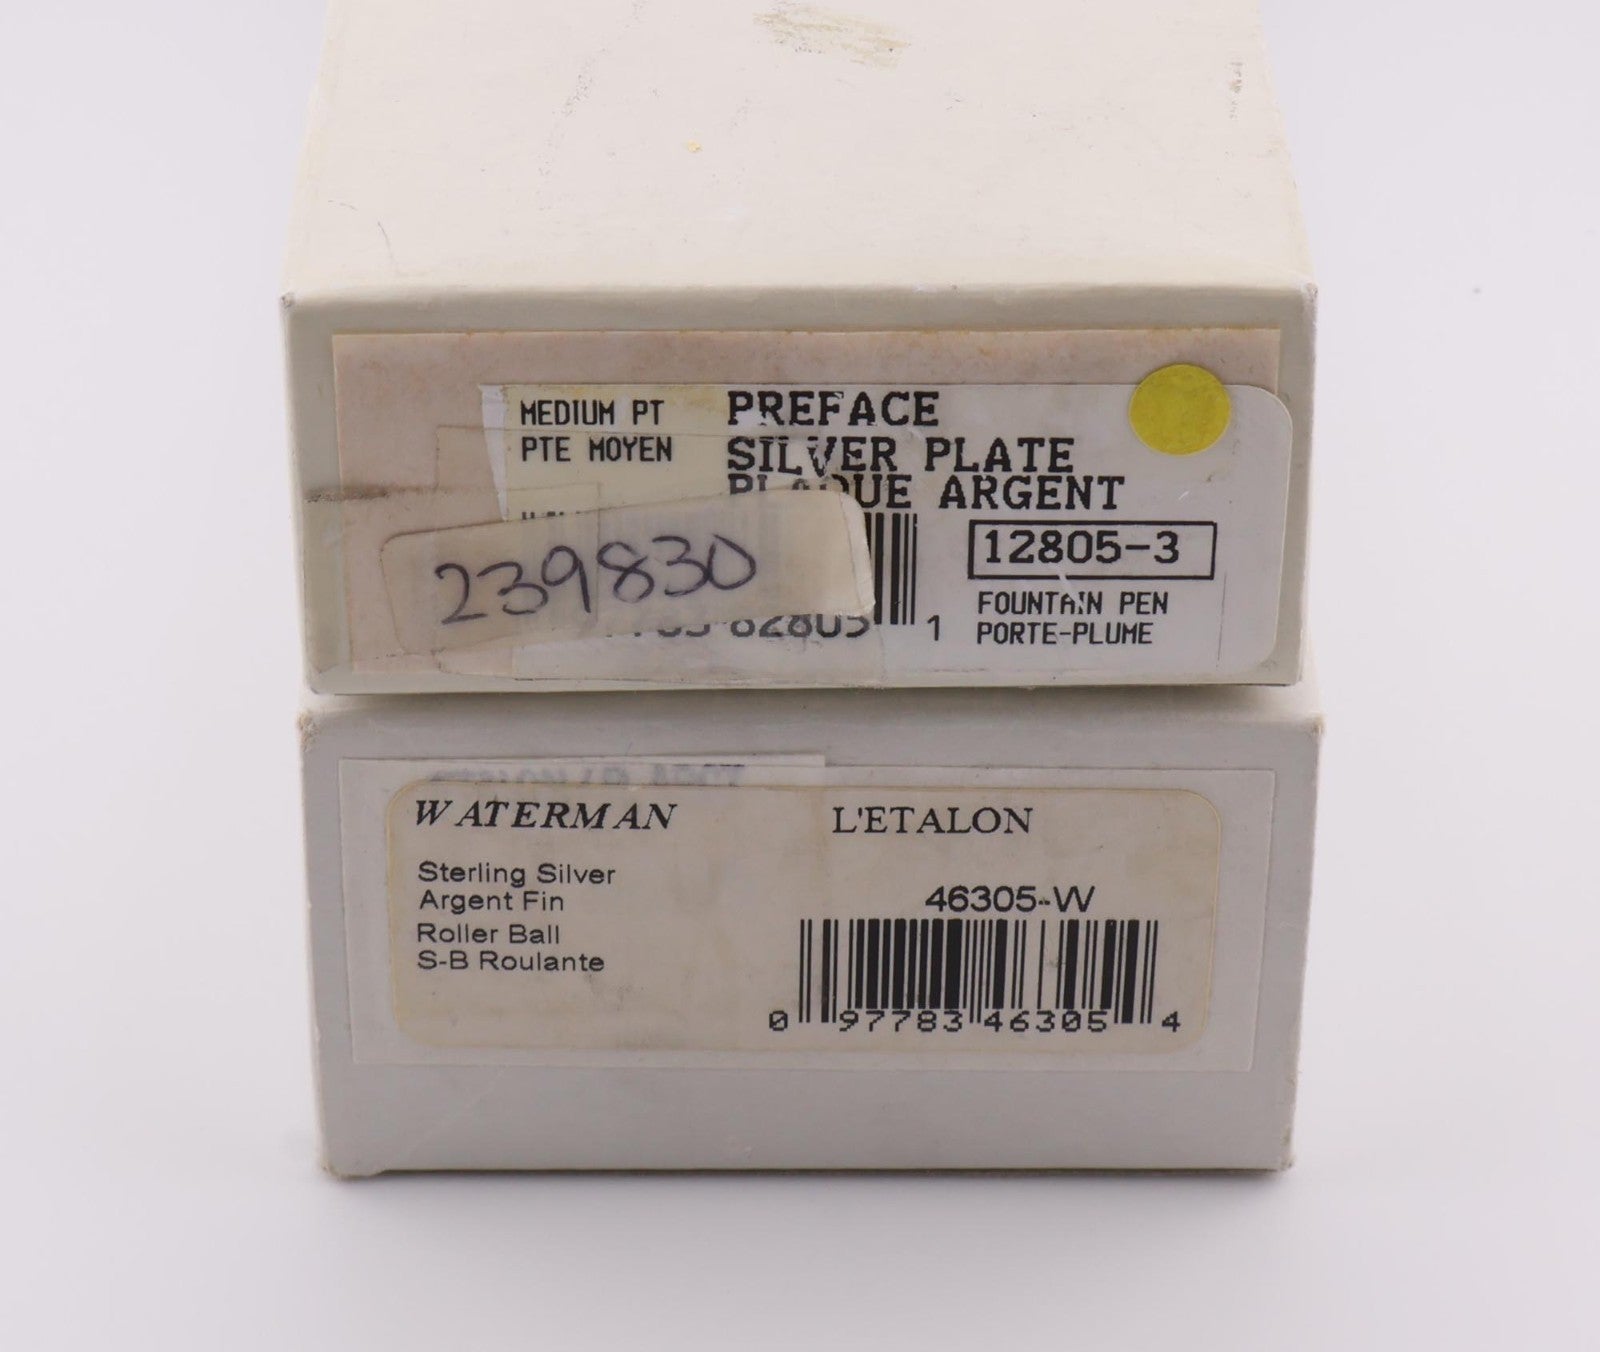 MEDIUM PT
PTE MOYEN
PREFACE
SILVER PLATE
PLAQUE ARGENT
239830
1
12805-3
FOUNTAIN PEN
PORTE-PLUME
WATERMAN
L'ETALON
Sterling Silver
Argent Fin
Roller Ball
S-B Roulante
46305-W
0 97783 46305 4